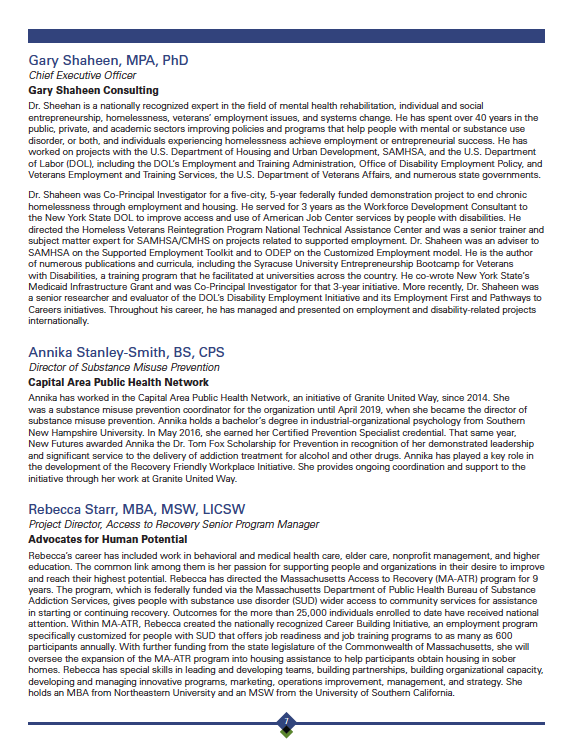 Gary Shaheen, MPA, PhD
Chief Executive Officer
Gary Shaheen Consulting
Dr. Sheehan is a nationally recognized expert in the field of mental health rehabilitation, individual and social
entrepreneurship, homelessness, veterans' employment issues, and systems change. He has spent over 40 years in the
public, private, and academic sectors improving policies and programs that help people with mental or substance use
disorder, or both, and individuals experiencing homelessness achieve employment or entrepreneurial success. He has
worked on projects with the U.S. Department of Housing and Urban Development, SAMHSA, and the U.S. Department
of Labor (DOL), including the DOL's Employment and Training Administration, Office of Disability Employment Policy, and
Veterans Employment and Training Services, the U.S. Department of Veterans Affairs, and numerous state governments.
Dr. Shaheen was Co-Principal Investigator for a five-city, 5-year federally funded demonstration project to end chronic
homelessness through employment and housing. He served for 3 years as the Workforce Development Consultant to
the New York State DOL to improve access and use of American Job Center services by people with disabilities. He
directed the Homeless Veterans Reintegration Program National Technical Assistance Center and was a senior trainer and
subject matter expert for SAMHSA/CMHS on projects related to supported employment. Dr. Shaheen was an adviser to
SAMHSA on the Supported Employment Toolkit and to ODEP on the Customized Employment model. He is the author
of numerous publications and curricula, including the Syracuse University Entrepreneurship Bootcamp for Veterans
with Disabilities, a training program that he facilitated at universities across the country. He co-wrote New York State's
Medicaid Infrastructure Grant and was Co-Principal Investigator for that 3-year initiative. More recently, Dr. Shaheen was
a senior researcher and evaluator of the DOL's Disability Employment Initiative and its Employment First and Pathways to
Careers initiatives. Throughout his career, he has managed and presented on employment and disability-related projects
internationally.
Annika Stanley-Smith, BS, CPS
Director of Substance Misuse Prevention
Capital Area Public Health Network
Annika has worked in the Capital Area Public Health Network, an initiative of Granite United Way, since 2014. She
was a substance misuse prevention coordinator for the organization until April 2019, when she became the director of
substance misuse prevention. Annika holds a bachelor's degree in industrial-organizational psychology from Southern
New Hampshire University. In May 2016, she earned her Certified Prevention Specialist credential. That same year,
New Futures awarded Annika the Dr. Tom Fox Scholarship for Prevention in recognition of her demonstrated leadership
and significant service to the delivery of addiction treatment for alcohol and other drugs. Annika has played a key role in
the development of the Recovery Friendly Workplace Initiative. She provides ongoing coordination and support to the
initiative through her work at Granite United Way.
Rebecca Starr, MBA, MSW, LICSW
Project Director, Access to Recovery Senior Program Manager
Advocates for Human Potential
Rebecca's career has included work in behavioral and medical health care, elder care, nonprofit management, and higher
education. The common link among them is her passion for supporting people and organizations in their desire to improve
and reach their highest potential. Rebecca has directed the Massachusetts Access to Recovery (MA-ATR) program for 9
years. The program, which is federally funded via the Massachusetts Department of Public Health Bureau of Substance
Addiction Services, gives people with substance use disorder (SUD) wider access to community services for assistance
in starting or continuing recovery. Outcomes for the more than 25,000 individuals enrolled to date have received national
attention. Within MA-ATR, Rebecca created the nationally recognized Career Building Initiative, an employment program
specifically customized for people with SUD that offers job readiness and job training programs to as many as 600
participants annually. With further funding from the state legislature of the Commonwealth of Massachusetts, she will
oversee the expansion of the MA-ATR program into housing assistance to help participants obtain housing in sober
homes. Rebecca has special skills in leading and developing teams, building partnerships, building organizational capacity,
developing and managing innovative programs, marketing, operations improvement, management, and strategy. She
holds an MBA from Northeastern University and an MSW from the University of Southern California.
7